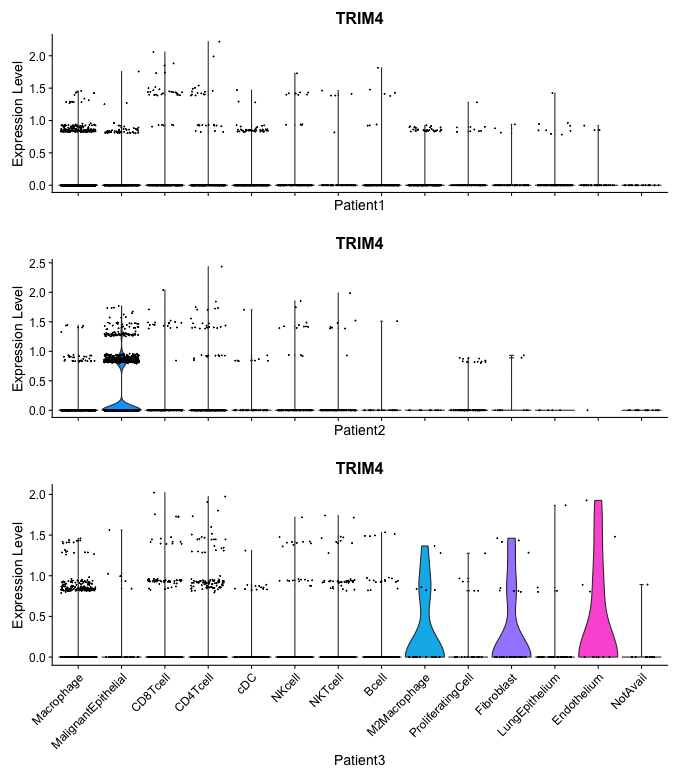 TRIM4
Expression Level
2.0
1.5
1.0
0.5
0.0
Patient1
TRIM4
Expression Level
2.5
2.0
1.5
1.0
0.5
0.0
Patient2
TRIM4
Expression Level
2.0
1.5
1.0
0.5
0.0
Macrophage
MalignantEpithelial
CD8Tcell
CD4Tcell
cDC
NKcell
NKTcell
Bcell
M2Macrophage
ProliferatingCell
Fibroblast
LungEpithelium
Endothelium
NotAvail
Patient3